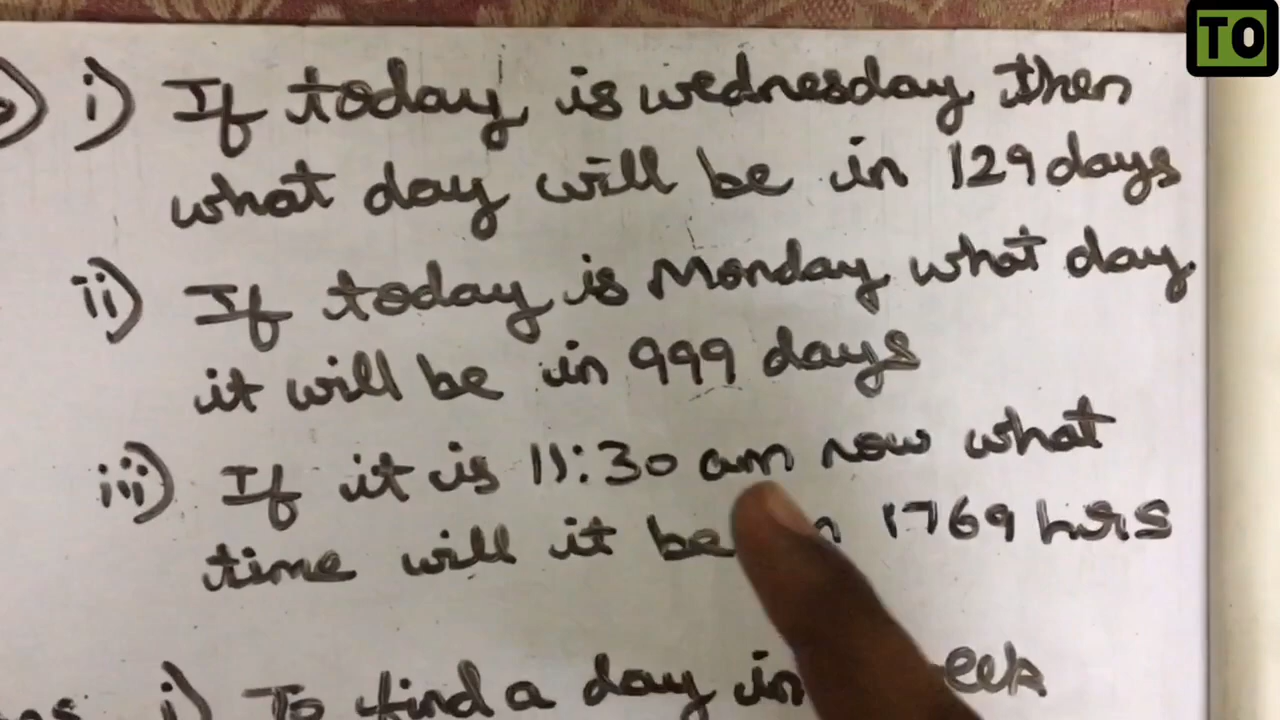 TO
i) If today is wednesday then
what day will be in 129 days
ii) If today is Monday what day
it will be in 999 days
iii) If it is 11:30 am now what
time will it be 1769 hrs
i) To find a day in